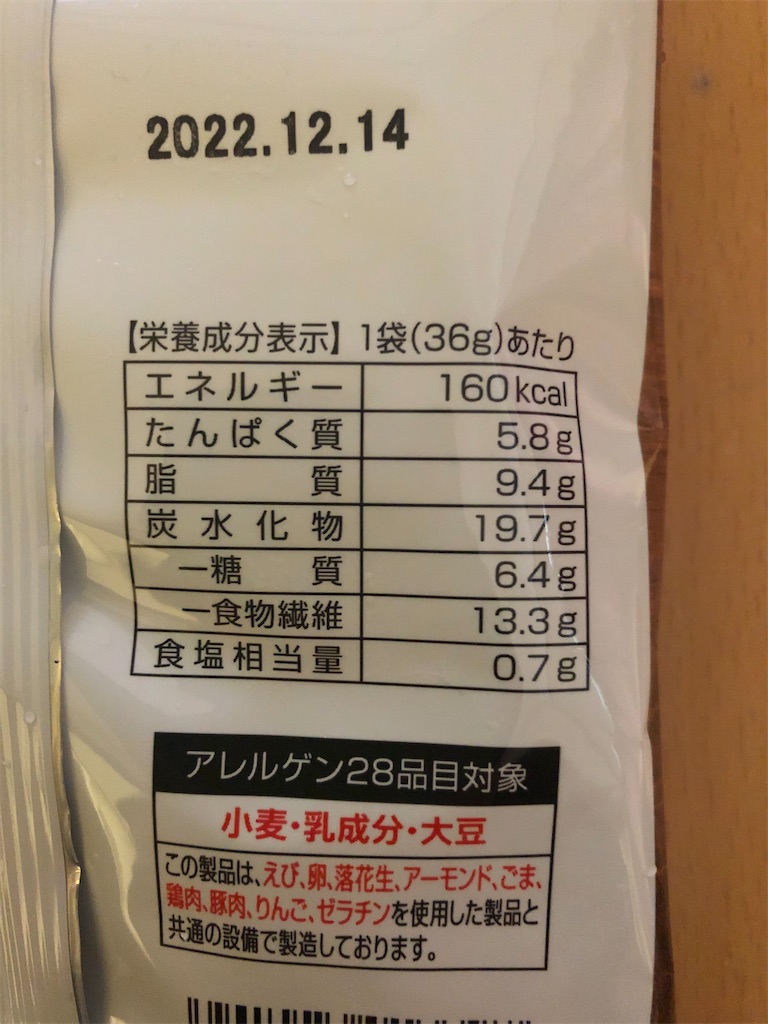 2022.12.14
【栄養成分表示】 1袋(36g)あたり
エネルギー 160kcal
たんぱく質 5.8g
脂質 9.4g
炭水化物 19.7g
ー糖質 6.4g
ー食物繊維 13.3g
食塩相当量 0.7g
アレルゲン28品目対象
小麦・乳成分・大豆
この製品は、えび、卵、落花生、アーモンド、ごま、
鶏肉、豚肉、りんご、ゼラチンを使用した製品と
共通の設備で製造しております。